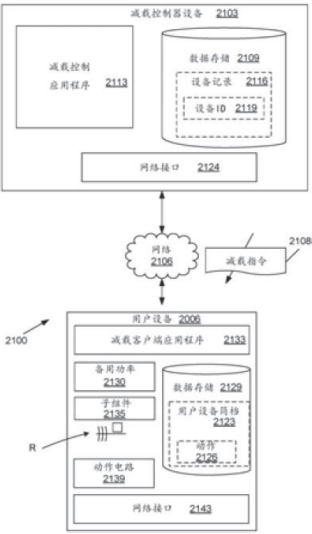 减载控制器设备 2103
减载控制
应用程序 2113
数据存储 2109
设备记录 2116
设备ID 2119
网络接口 2124
网络
2106
减载指令
2108
2100
用户设备 2006
减载客户端应用程序 2133
备用功率
2130
子组件
2135
R
动作电路
2139
数据存储 2129
用户设备简档
2123
动作
2126
网络接口 2143